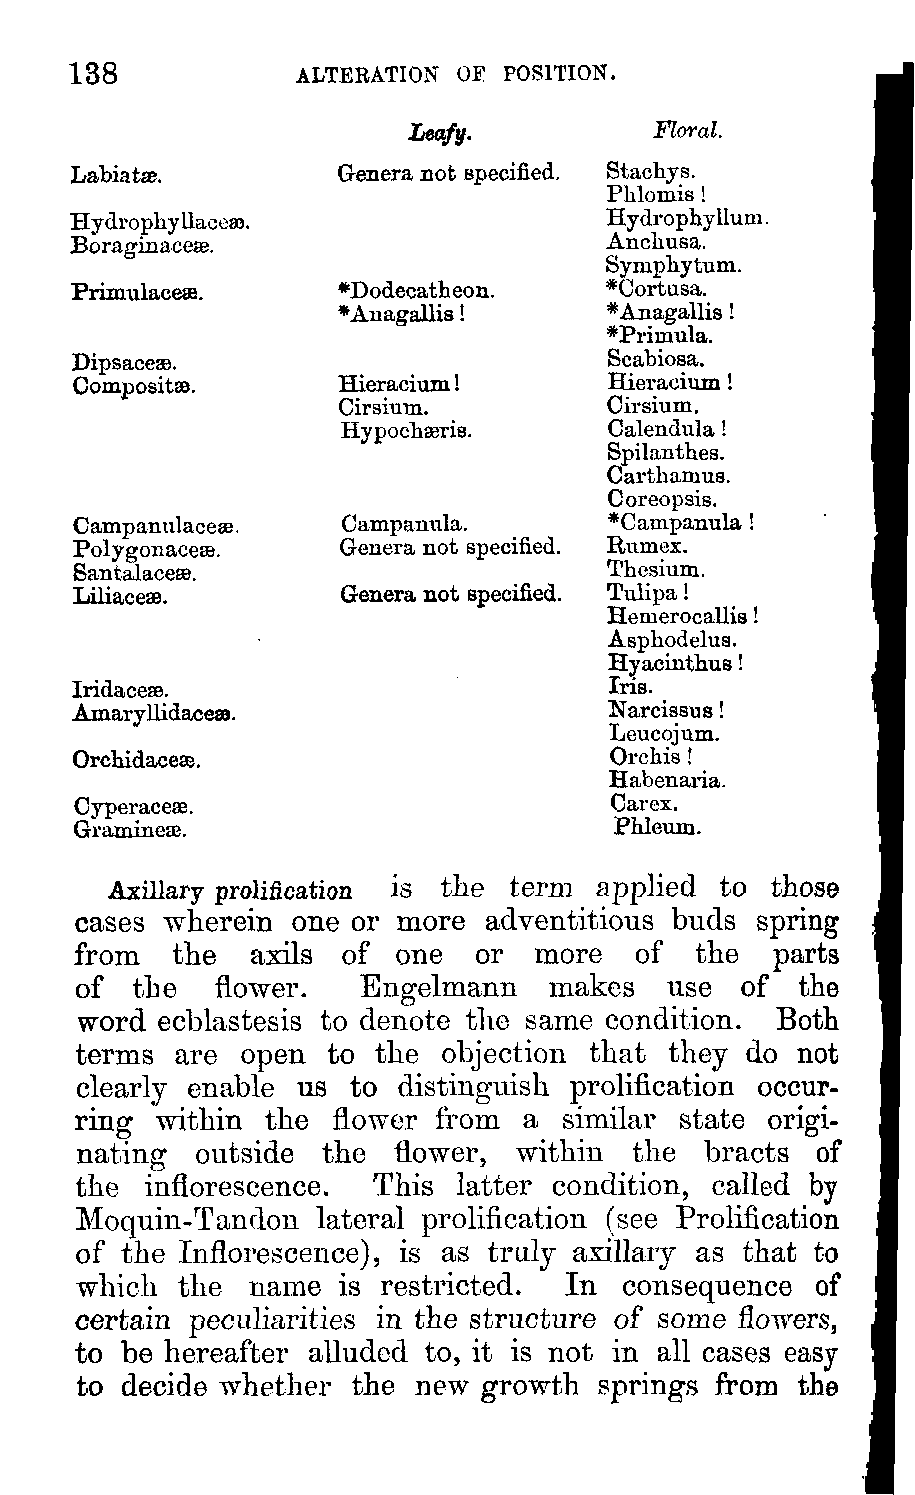 138 ALTERATION OF POSITION.
Leafy. Floral.
Labiatæ. Genera not specified. Stachys.
Phlomis !
Hydrophyllaceæ. Hydrophyllum.
Boraginaceæ. Anchusa.
Symphytum.
Primulaceæ. *Dodecatheon. *Cortusa.
*Anagallis ! *Anagallis !
*Primula.
Dipsaceæ. Scabiosa.
Compositæ. Hieracium ! Hieracium !
Cirsium. Cirsium.
Hypochæris. Calendula !
Spilanthes.
Carthamus.
Coreopsis.
Campanulaceæ. Campanula. *Campanula !
Polygonaceæ. Genera not specified. Rumex.
Santalaceæ. Thesium.
Liliaceæ. Genera not specified. Tulipa !
Hemerocallis !
Asphodelus.
Hyacinthus !
Iridaceæ. Iris.
Amaryllidaceæ. Narcissus !
Leucojum.
Orchidaceæ. Orchis !
Habenaria.
Cyperaceæ. Carex.
Gramineæ. Phleum.
Axillary prolification is the term applied to those
cases wherein one or more adventitious buds spring
from the axils of one or more of the parts
of the flower. Engelmann makes use of the
word ecblastesis to denote the same condition. Both
terms are open to the objection that they do not
clearly enable us to distinguish prolification occur-
ring within the flower from a similar state origi-
nating outside the flower, within the bracts of
the inflorescence. This latter condition, called by
Moquin-Tandon lateral prolification (see Prolification
of the Inflorescence), is as truly axillary as that to
which the name is restricted. In consequence of
certain peculiarities in the structure of some flowers,
to be hereafter alluded to, it is not in all cases easy
to decide whether the new growth springs from the